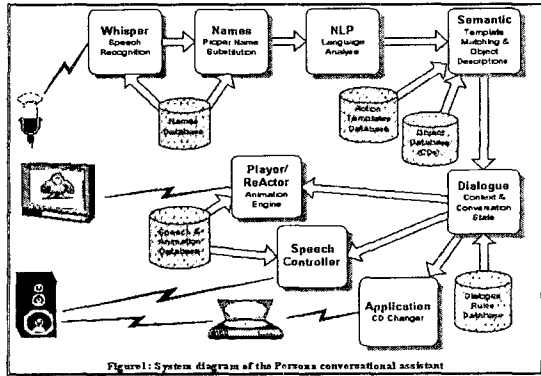 Whisper
Speech
Recognition
Names
Proper Name
Substitution
NLP
Language
Analysis
Semantic
Template
Matching &
Object
Descriptions
Names
Database
Action
Templates
Database
Object
Database
(CDs)
Player/
ReActor
Animation
Engine
Dialogue
Context &
Conversation
State
Speech &
Animation
Database
Speech
Controller
Application
CD Changer
Dialogue
Rules
Database
Figure1: System diagram of the Persona conversational assistant